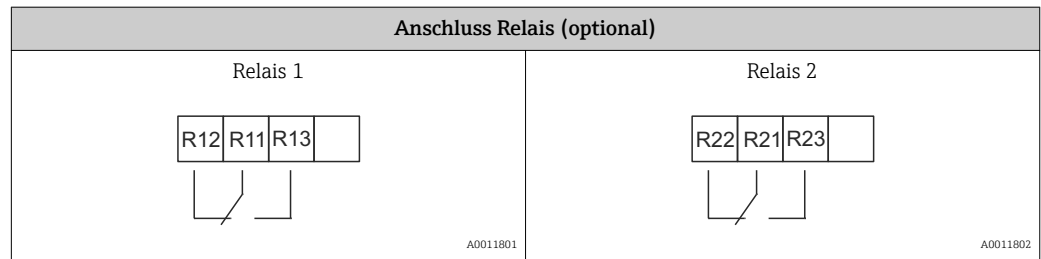 Anschluss Relais (optional)
Relais 1
R12 R11 R13
A0011801
Relais 2
R22 R21 R23
A0011802